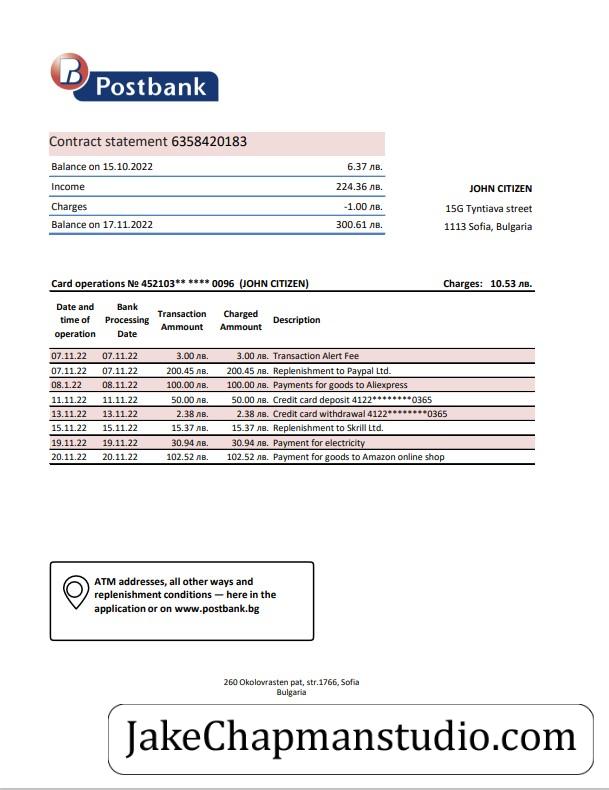 B Postbank
Contract statement 6358420183
Balance on 15.10.2022 6.37 лв.
Income 224.36 лв.
Charges -1.00 лв.
Balance on 17.11.2022 300.61 лв.
JOHN CITIZEN
15G Tyntiava street
1113 Sofia, Bulgaria
Card operations № 452103** **** 0096 (JOHN CITIZEN) Charges: 10.53 лв.
Date and time of operation Bank Processing Date Transaction Amount Charged Amount Description
07.11.22 07.11.22 3.00 лв. 3.00 лв. Transaction Alert Fee
07.11.22 07.11.22 200.45 лв. 200.45 лв. Replenishment to Paypal Ltd.
08.1.22 08.11.22 100.00 лв. 100.00 лв. Payments for goods to Aliexpress
11.11.22 11.11.22 50.00 лв. 50.00 лв. Credit card deposit 4122********0365
13.11.22 13.11.22 2.38 лв. 2.38 лв. Credit card withdrawal 4122********0365
15.11.22 15.11.22 15.37 лв. 15.37 лв. Replenishment to Skrill Ltd.
19.11.22 19.11.22 30.94 лв. 30.94 лв. Payment for electricity
20.11.22 20.11.22 102.52 лв. 102.52 лв. Payment for goods to Amazon online shop
ATM addresses, all other ways and
replenishment conditions — here in the
application or on www.postbank.bg
260 Okolovrasten pat, str.1766, Sofia
Bulgaria
JakeChapmanstudio.com